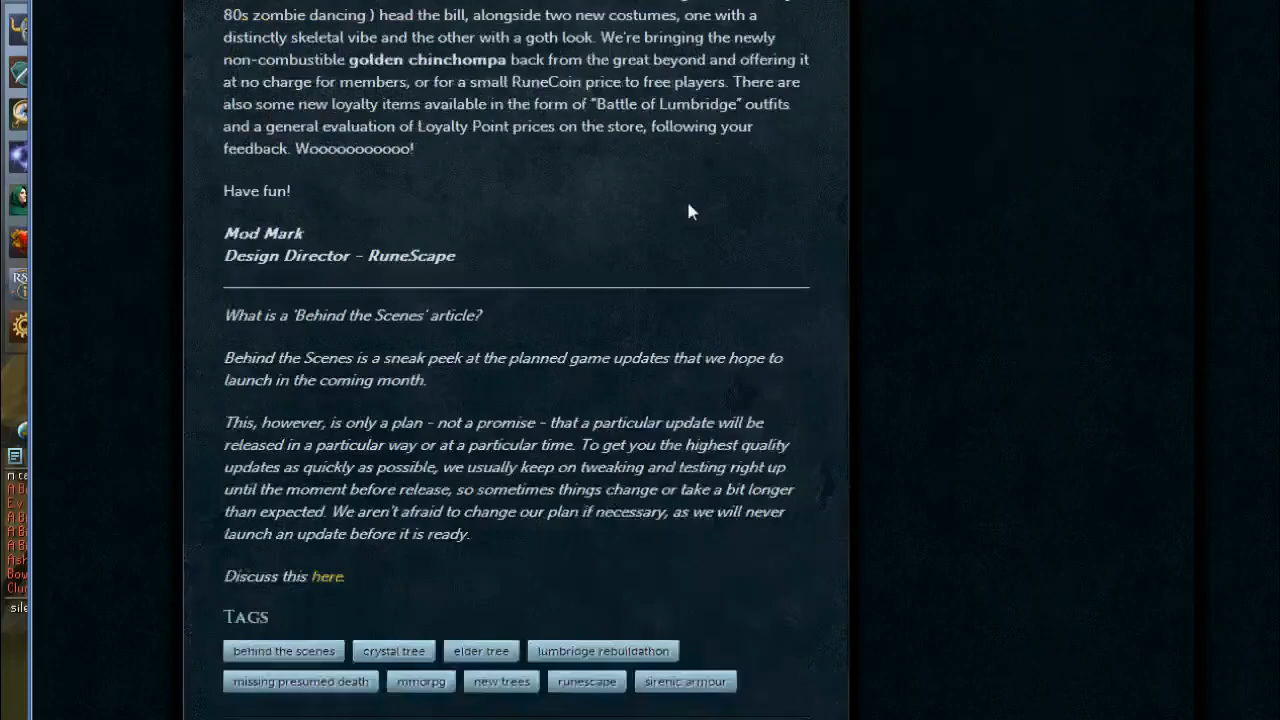 80s zombie dancing ) head the bill, alongside two new costumes, one with a
distinctly skeletal vibe and the other with a goth look. We're bringing the newly
non-combustible golden chinchompa back from the great beyond and offering it
at no charge for members, or for a small RuneCoin price to free players. There are
also some new loyalty items available in the form of "Battle of Lumbridge" outfits
and a general evaluation of Loyalty Point prices on the store, following your
feedback. Wooooooooooo!
Have fun!
Mod Mark
Design Director - RuneScape
What is a 'Behind the Scenes' article?
Behind the Scenes is a sneak peek at the planned game updates that we hope to
launch in the coming month.
This, however, is only a plan - not a promise - that a particular update will be
released in a particular way or at a particular time. To get you the highest quality
updates as quickly as possible, we usually keep on tweaking and testing right up
until the moment before release, so sometimes things change or take a bit longer
than expected. We aren't afraid to change our plan if necessary, as we will never
launch an update before it is ready.
Discuss this here.
TAGS
behind the scenes crystal tree elder tree lumbridge rebuildathon
missing presumed death mmorpg new trees runescape sirenic armour